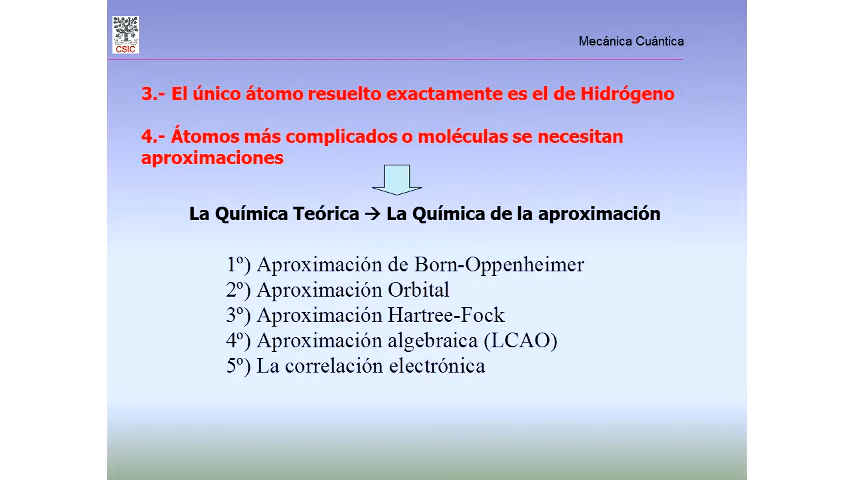 CSIC
Mecánica Cuántica
3.- El único átomo resuelto exactamente es el de Hidrógeno
4.- Átomos más complicados o moléculas se necesitan
aproximaciones
La Química Teórica → La Química de la aproximación
1º) Aproximación de Born-Oppenheimer
2º) Aproximación Orbital
3º) Aproximación Hartree-Fock
4º) Aproximación algebraica (LCAO)
5º) La correlación electrónica